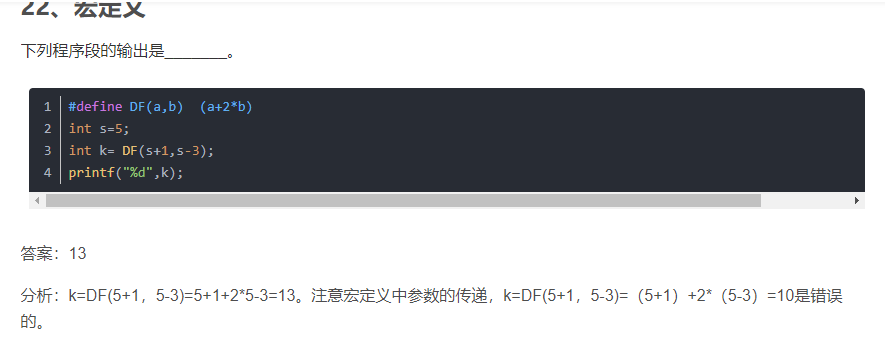 22、宏定义
下列程序段的输出是________。
1 #define DF(a,b)  (a+2*b)
2 int s=5;
3 int k= DF(s+1,s-3);
4 printf("%d",k);
答案：13
分析：k=DF(5+1，5-3)=5+1+2*5-3=13。注意宏定义中参数的传递，k=DF(5+1，5-3)=（5+1）+2*（5-3）=10是错误
的。